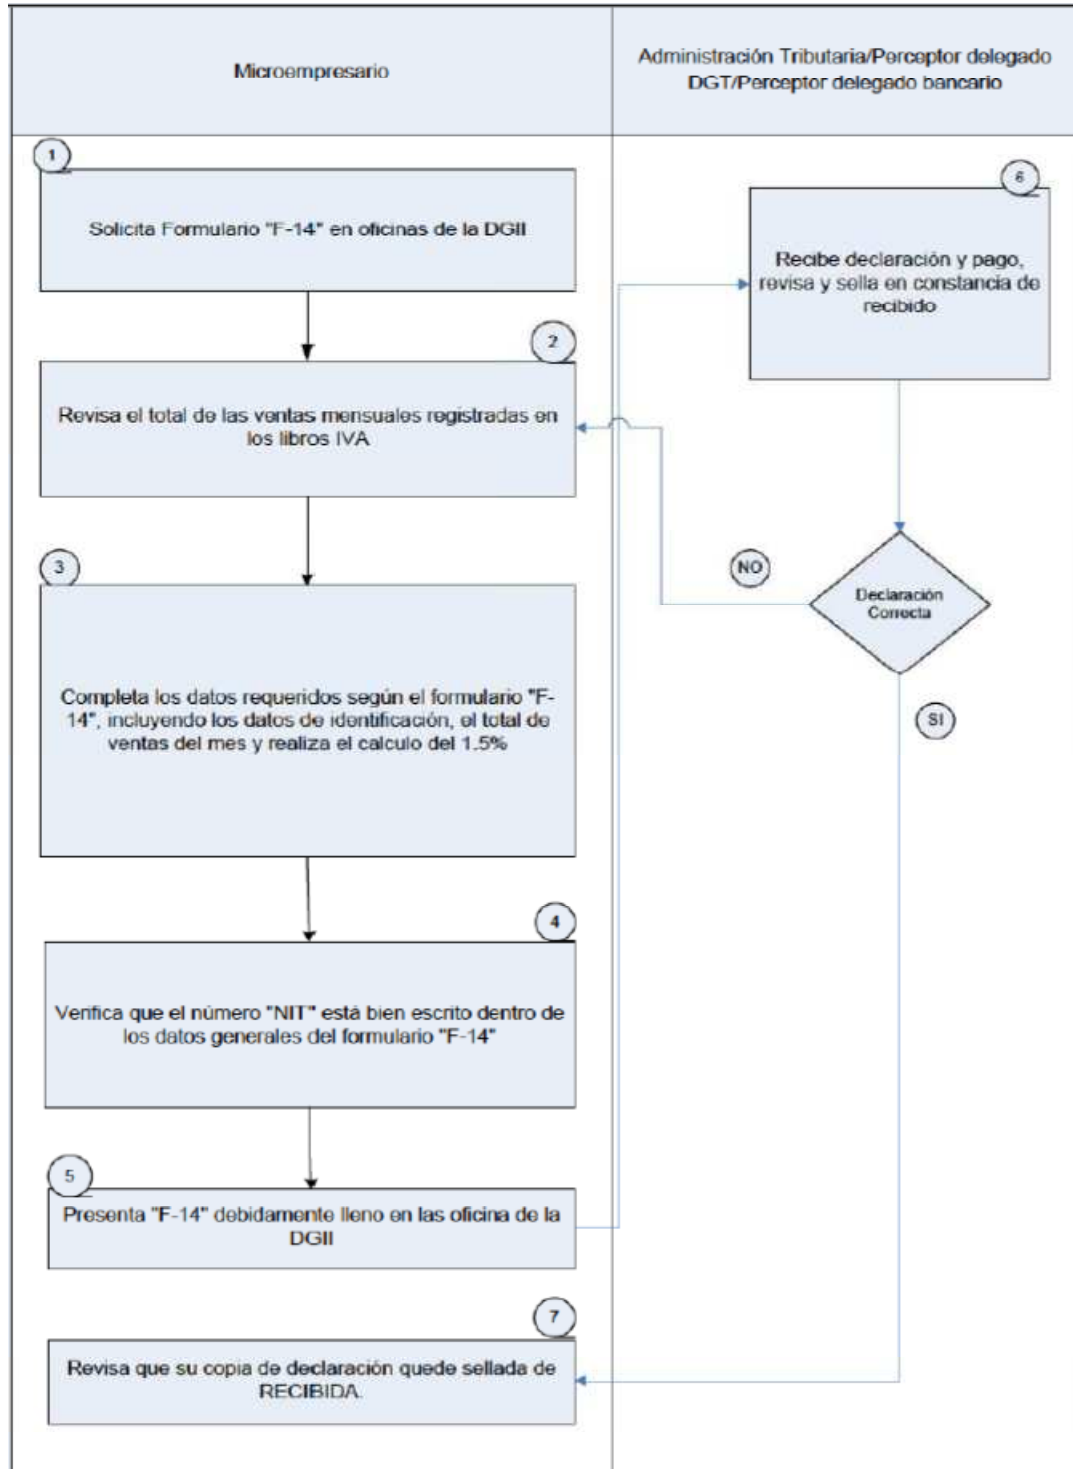 Microempresario
Administración Tributaria/Perceptor delegado
DGT/Perceptor delegado bancario
1
Solicita Formulario "F-14" en oficinas de la DGII
2
Revisa el total de las ventas mensuales registradas en
los libros IVA
3
Completa los datos requeridos según el formulario "F-
14", incluyendo los datos de identificación, el total de
ventas del mes y realiza el calculo del 1.5%
4
Verifica que el número "NIT" está bien escrito dentro de
los datos generales del formulario "F-14"
5
Presenta "F-14" debidamente lleno en las oficina de la
DGII
6
Recibe declaración y pago,
revisa y sella en constancia de
recibido
Declaración
Correcta
NO
SI
7
Revisa que su copia de declaración quede sellada de
RECIBIDA.